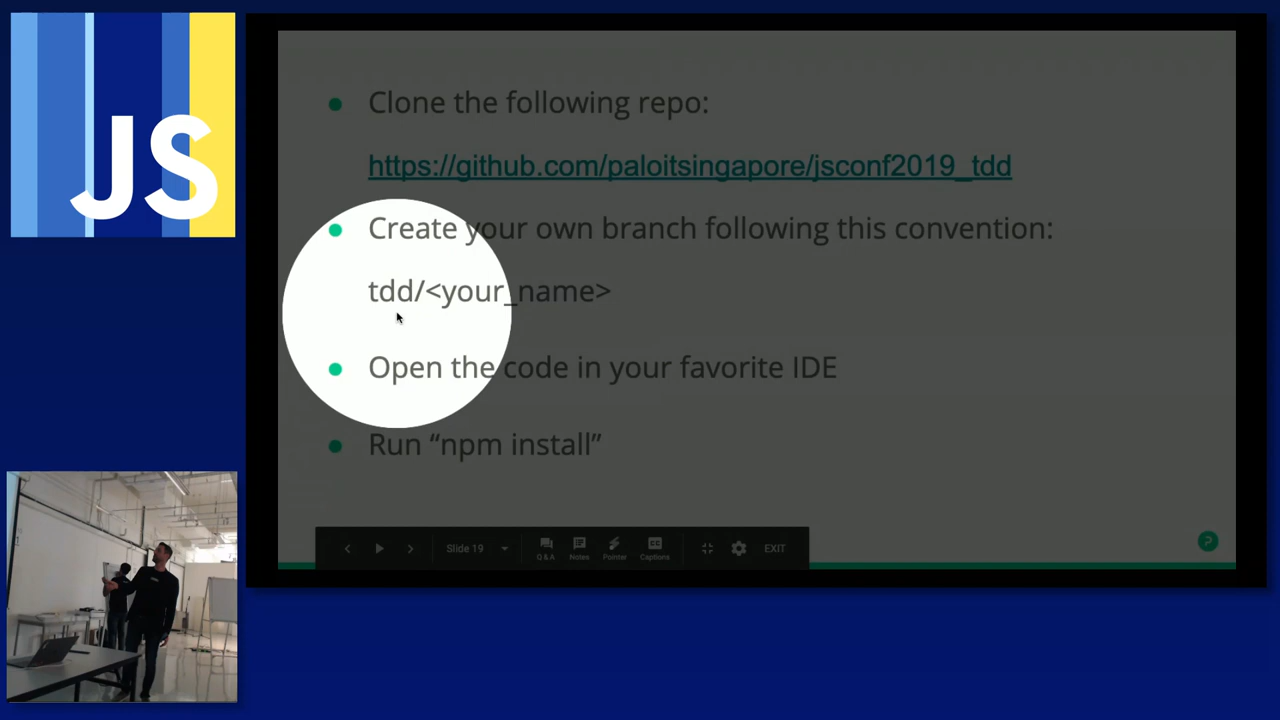 JS
Clone the following repo:
https://github.com/paloitsingapore/jsconf2019_tdd
Create your own branch following this convention:
tdd/<your_name>
Open the code in your favorite IDE
Run “npm install”
Slide 19
Q & A
Notes
Pointer
Captions
EXIT